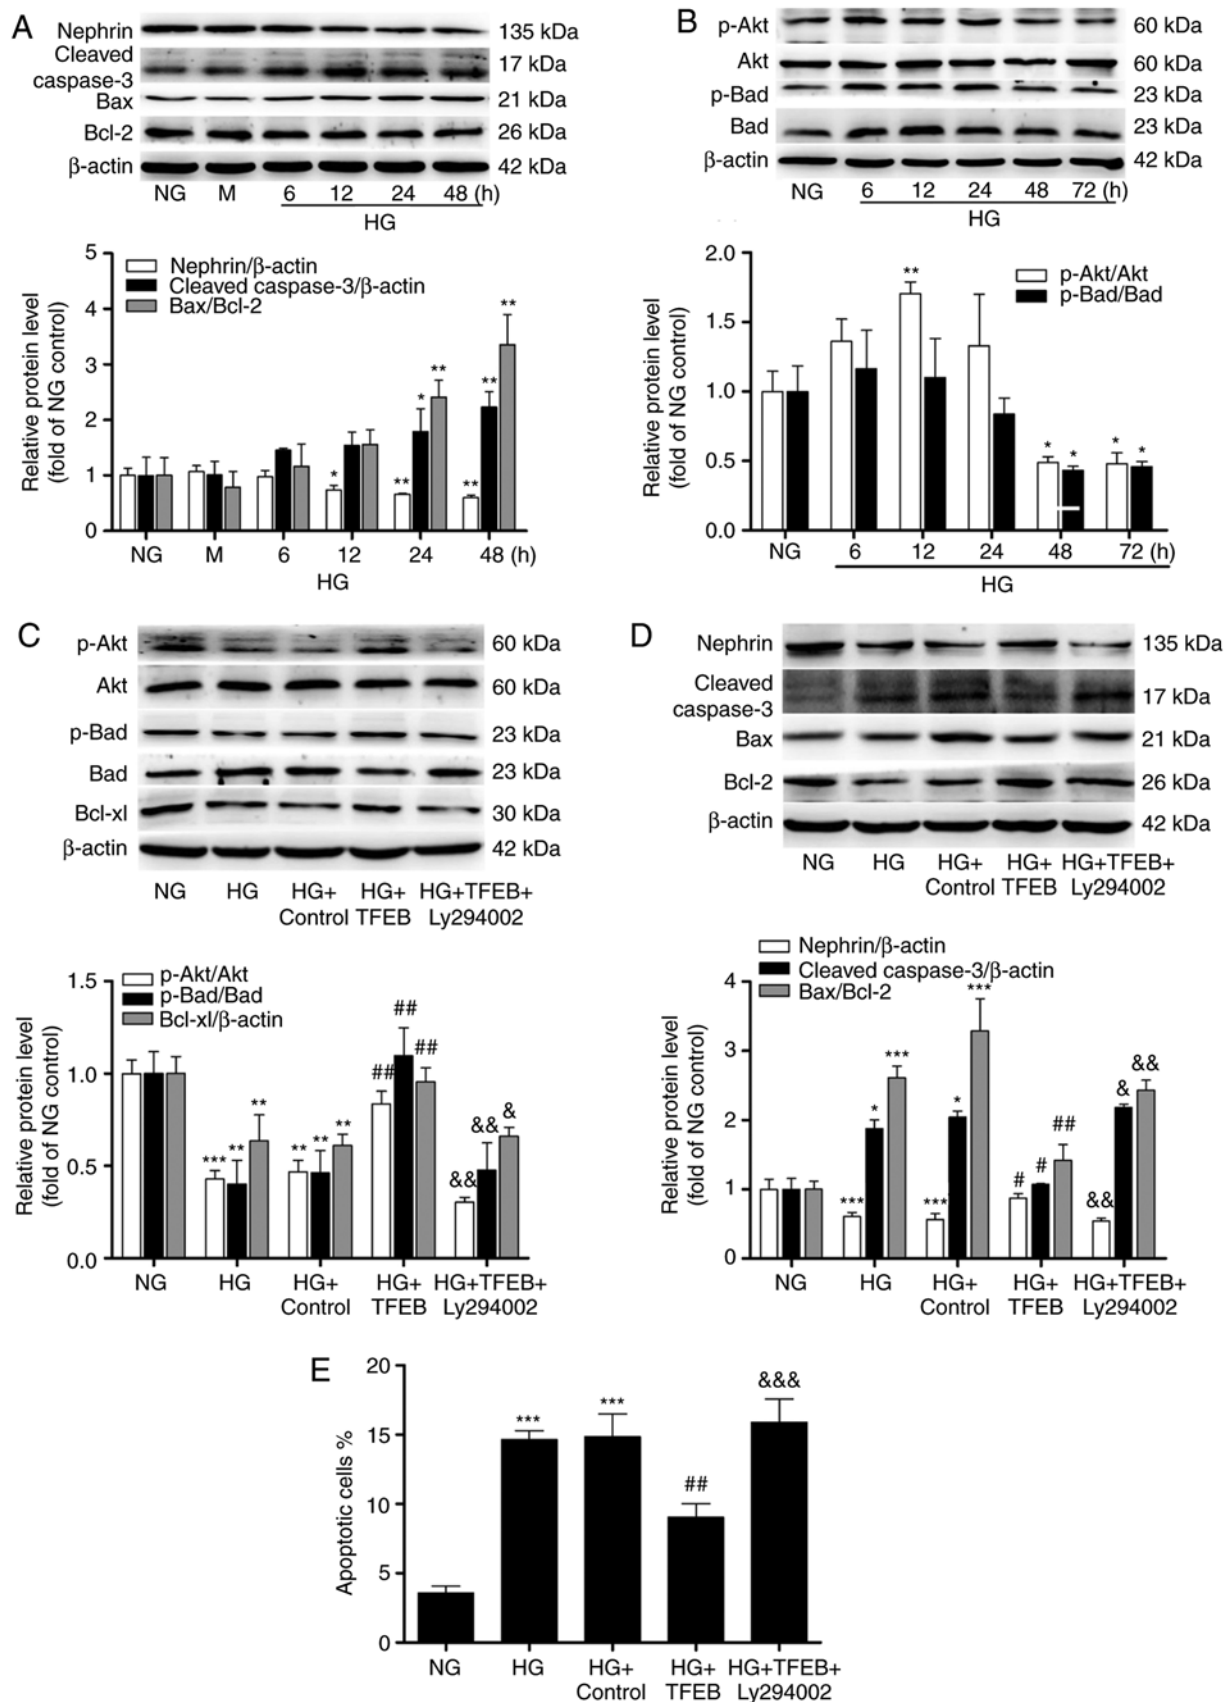 A
Nephrin 135 kDa
Cleaved
caspase-3 17 kDa
Bax 21 kDa
Bcl-2 26 kDa
β-actin 42 kDa
NG M 6 12 24 48 (h)
HG
5
4
3
2
1
0
Relative protein level
(fold of NG control)
Nephrin/β-actin
Cleaved caspase-3/β-actin
Bax/Bcl-2
* ** * ** ** ** **
NG M 6 12 24 48 (h)
HG
B
p-Akt 60 kDa
Akt 60 kDa
p-Bad 23 kDa
Bad 23 kDa
β-actin 42 kDa
NG 6 12 24 48 72 (h)
HG
2.0
1.5
1.0
0.5
0.0
Relative protein level
(fold of NG control)
p-Akt/Akt
p-Bad/Bad
** * * * *
NG 6 12 24 48 72 (h)
HG
C
p-Akt 60 kDa
Akt 60 kDa
p-Bad 23 kDa
Bad 23 kDa
Bcl-xl 30 kDa
β-actin 42 kDa
NG HG HG+ HG+ HG+TFEB+
Control TFEB Ly294002
1.5
1.0
0.5
0.0
Relative protein level
(fold of NG control)
p-Akt/Akt
p-Bad/Bad
Bcl-xl/β-actin
*** ** ** ** ** ** ## ## ## && && &
NG HG HG+ HG+ HG+TFEB+
Control TFEB Ly294002
D
Nephrin 135 kDa
Cleaved
caspase-3 17 kDa
Bax 21 kDa
Bcl-2 26 kDa
β-actin 42 kDa
NG HG HG+ HG+ HG+TFEB+
Control TFEB Ly294002
4
3
2
1
0
Relative protein level
(fold of NG control)
Nephrin/β-actin
Cleaved caspase-3/β-actin
Bax/Bcl-2
*** * *** *** * *** # # ## && & &&
NG HG HG+ HG+ HG+TFEB+
Control TFEB Ly294002
E
20
15
10
5
0
Apoptotic cells %
*** *** ## &&&
NG HG HG+ HG+ HG+TFEB+
Control TFEB Ly294002